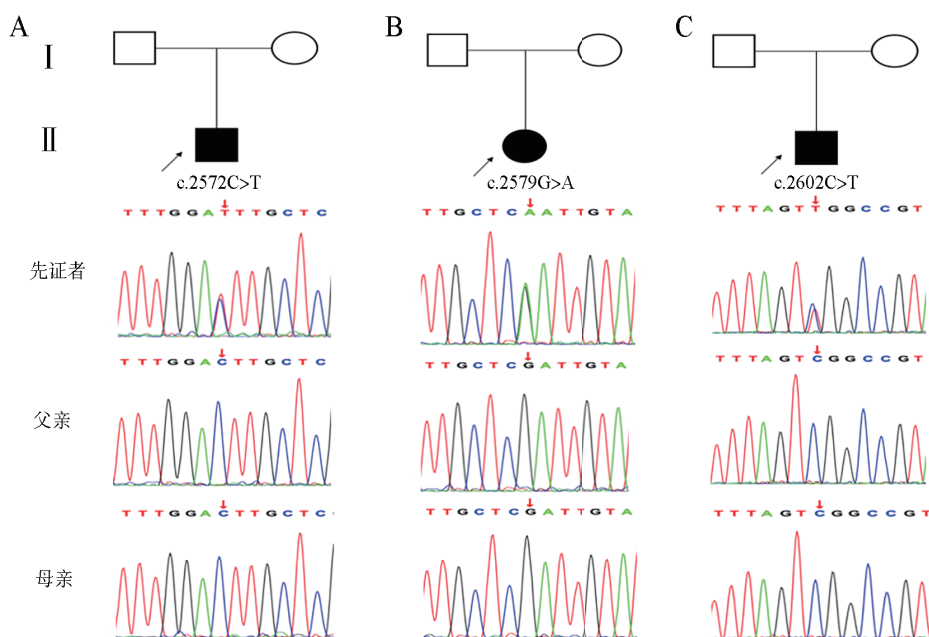 A B C
I
II
c.2572C>T c.2579G>A c.2602C>T
TTTGGATTTGCTC TTGCTCAATTGTA TTTAGTTGGCCGT
先证者
TTTGGACTTGCTC TTGCTCGATTGTA TTTAGTCGGCCGT
父亲
TTTGGACTTGCTC TTGCTCGATTGTA TTTAGTCGGCCGT
母亲